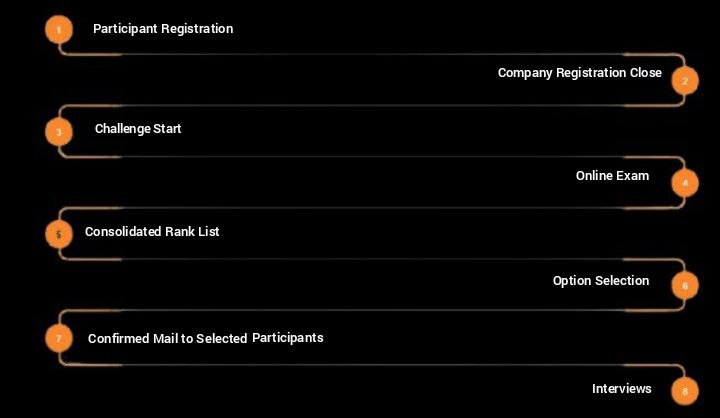 1 Participant Registration
Company Registration Close 2
3 Challenge Start
Online Exam 4
5 Consolidated Rank List
Option Selection 6
7 Confirmed Mail to Selected Participants
Interviews 8